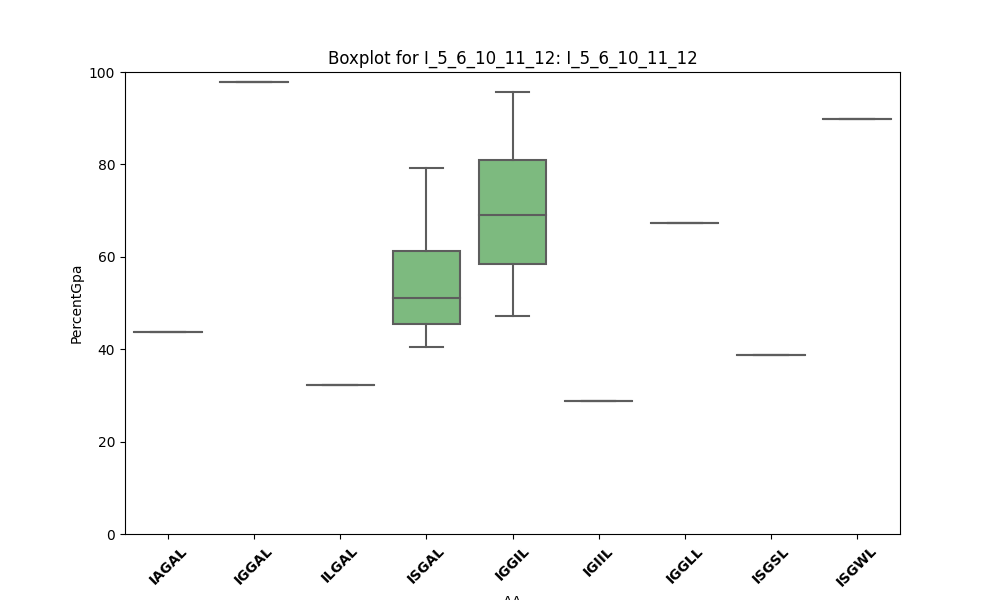 Boxplot for I_5_6_10_11_12: I_5_6_10_11_12
100
80
60
40
20
0
PercentGpa
IAGAL
IGGAL
ILGAL
ISGAL
IGGIL
IGIIL
IGGLL
ISGSL
ISGWL
AA